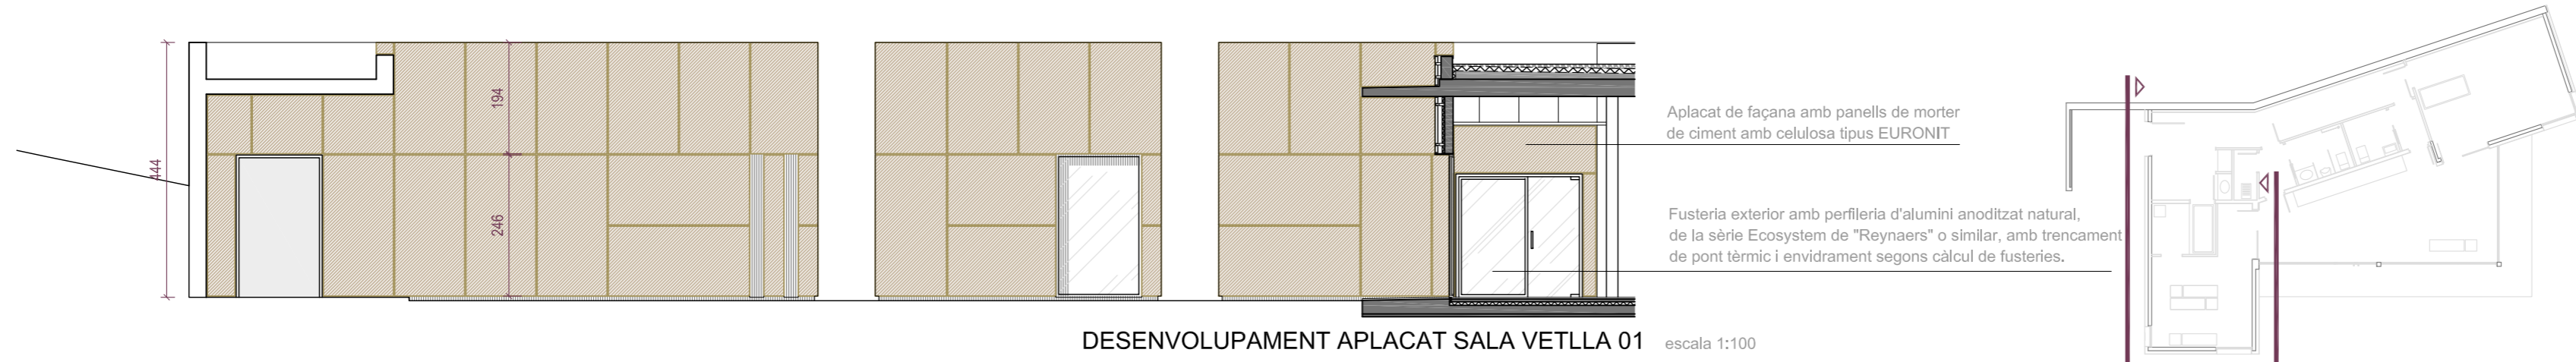 444
194
246
Aplacat de façana amb panells de morter
de ciment amb celulosa tipus EURONIT
Fusteria exterior amb perfileria d'alumini anoditzat natural,
de la sèrie Ecosystem de "Reynaers" o similar, amb trencament
de pont tèrmic i envidrament segons càlcul de fusteries.
DESENVOLUPAMENT APLACAT SALA VETLLA 01 escala 1:100